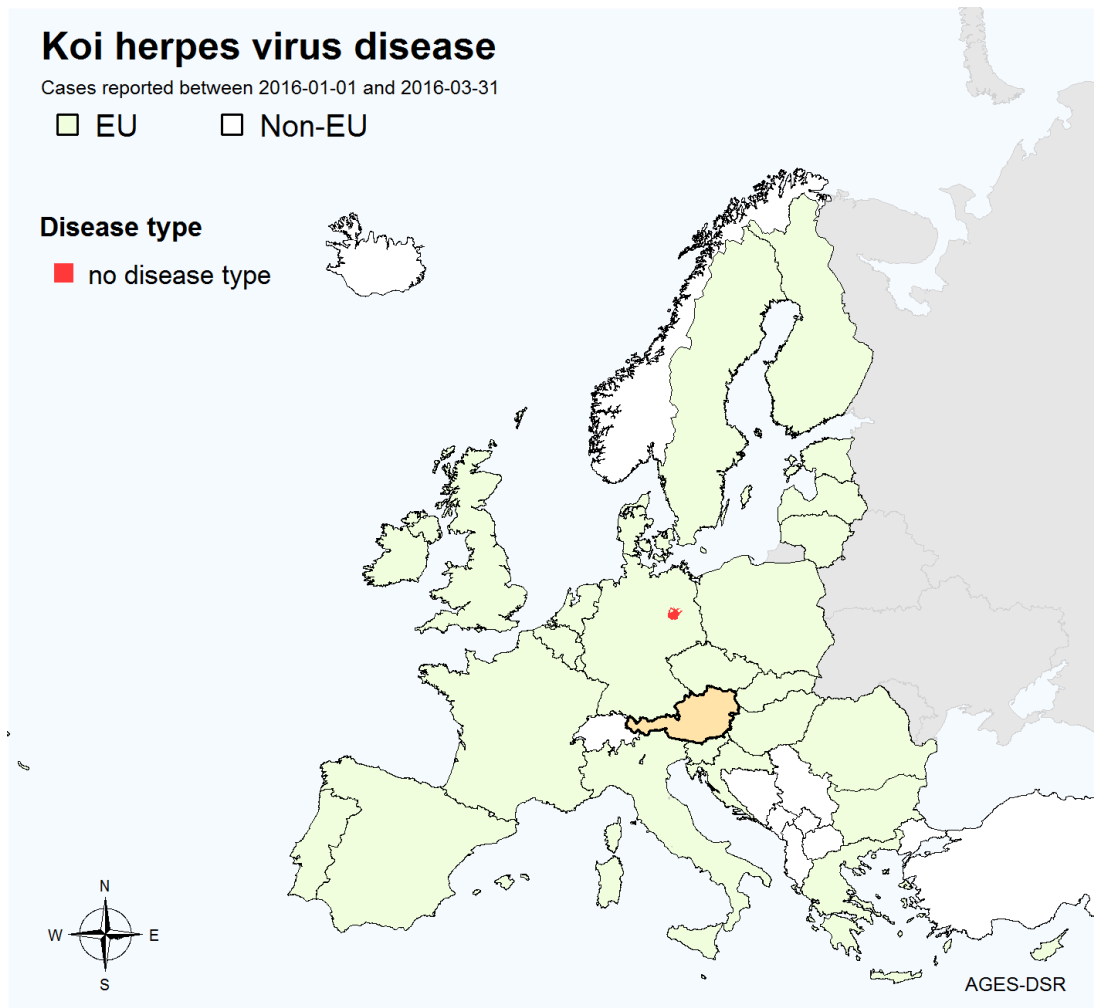 Koi herpes virus disease
Cases reported between 2016-01-01 and 2016-03-31
EU Non-EU
Disease type
no disease type
N
W E
S
AGES-DSR